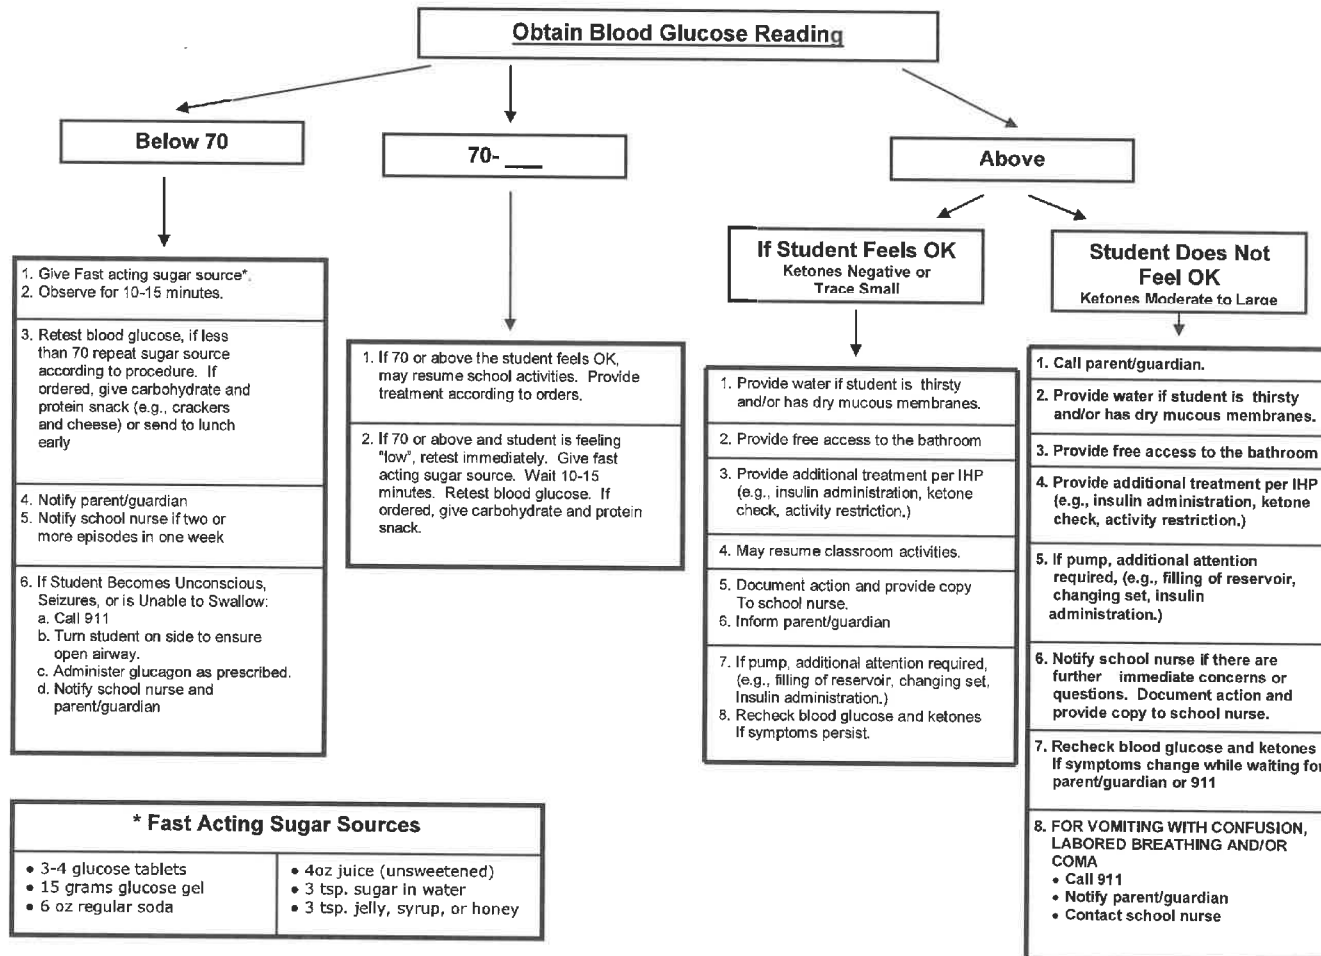 Obtain Blood Glucose Reading
Below 70
70- ___
Above
If Student Feels OK
Ketones Negative or
Trace Small
Student Does Not
Feel OK
Ketones Moderate to Large
1. Give Fast acting sugar source*.
2. Observe for 10-15 minutes.
3. Retest blood glucose, if less
than 70 repeat sugar source
according to procedure. If
ordered, give carbohydrate and
protein snack (e.g., crackers
and cheese) or send to lunch
early
4. Notify parent/guardian
5. Notify school nurse if two or
more episodes in one week
6. If Student Becomes Unconscious,
Seizures, or is Unable to Swallow:
a. Call 911
b. Turn student on side to ensure
open airway.
c. Administer glucagon as prescribed.
d. Notify school nurse and
parent/guardian
1. If 70 or above the student feels OK,
may resume school activities. Provide
treatment according to orders.
2. If 70 or above and student is feeling
"low", retest immediately. Give fast
acting sugar source. Wait 10-15
minutes. Retest blood glucose. If
ordered, give carbohydrate and protein
snack.
1. Provide water if student is thirsty
and/or has dry mucous membranes.
2. Provide free access to the bathroom
3. Provide additional treatment per IHP
(e.g., insulin administration, ketone
check, activity restriction.)
4. May resume classroom activities.
5. Document action and provide copy
To school nurse.
6. Inform parent/guardian
7. If pump, additional attention required,
(e.g., filling of reservoir, changing set,
Insulin administration.)
8. Recheck blood glucose and ketones
If symptoms persist.
1. Call parent/guardian.
2. Provide water if student is thirsty
and/or has dry mucous membranes.
3. Provide free access to the bathroom
4. Provide additional treatment per IHP
(e.g., insulin administration, ketone
check, activity restriction.)
5. If pump, additional attention
required, (e.g., filling of reservoir,
changing set, insulin
administration.)
6. Notify school nurse if there are
further immediate concerns or
questions. Document action and
provide copy to school nurse.
7. Recheck blood glucose and ketones
If symptoms change while waiting for
parent/guardian or 911
8. FOR VOMITING WITH CONFUSION,
LABORED BREATHING AND/OR
COMA
• Call 911
• Notify parent/guardian
• Contact school nurse
* Fast Acting Sugar Sources
• 3-4 glucose tablets
• 15 grams glucose gel
• 6 oz regular soda
• 4oz juice (unsweetened)
• 3 tsp. sugar in water
• 3 tsp. jelly, syrup, or honey